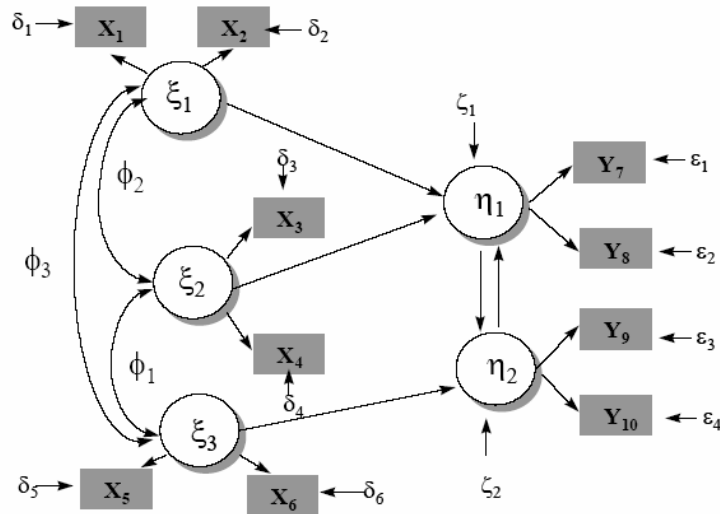 δ₁ X₁ X₂ δ₂
ξ₁
ζ₁
δ₃
Y₇ ε₁
ϕ₂
X₃
η₁
Y₈ ε₂
ϕ₃
ξ₂
Y₉ ε₃
ϕ₁
X₄
η₂
δ₄
Y₁₀ ε₄
ξ₃
δ₅ X₅ X₆ δ₆
ζ₂